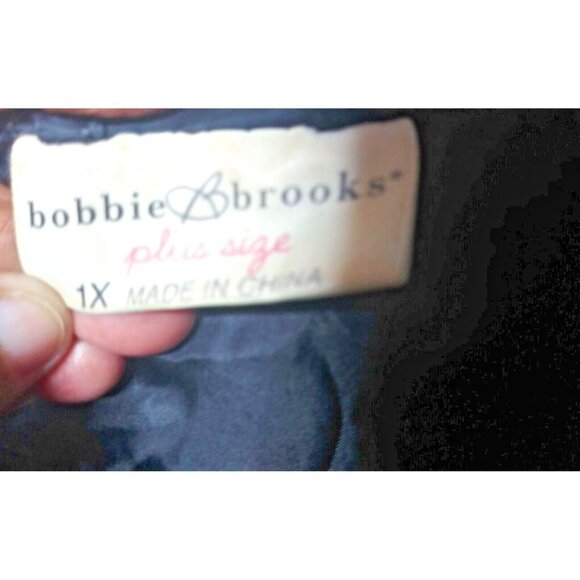 bobbie B brooks®
plus size
1X MADE IN CHINA